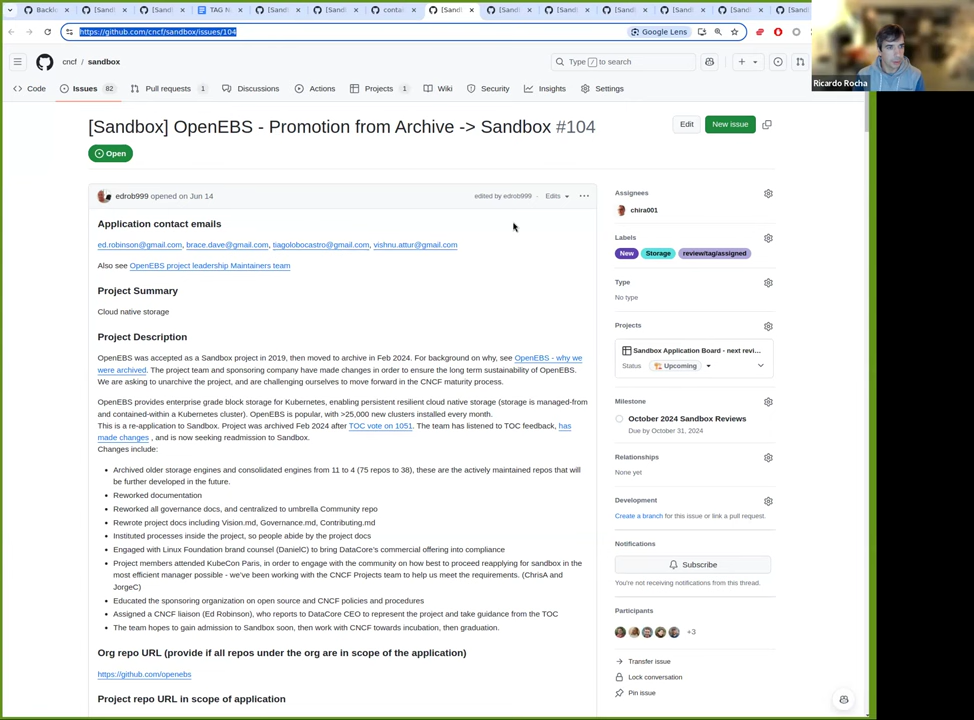 Backl
[Sandt
[Sandt
TAG N
[Sandt
[Sandt
contai
[Sandt
[Sandt
[Sandt
[Sandt
[Sandt
[Sandt
[Sandt
https://github.com/cncf/sandbox/issues/104
Google Lens
Ricardo Rocha
cncf / sandbox
Type / to search
Code
Issues 82
Pull requests 1
Discussions
Actions
Projects 1
Wiki
Security
Insights
Settings
[Sandbox] OpenEBS - Promotion from Archive -> Sandbox #104
Edit
New issue
Open
edrob999 opened on Jun 14
edited by edrob999 · Edits
Application contact emails
ed.robinson@gmail.com, brace.dave@gmail.com, tiagolobocastro@gmail.com, vishnu.attur@gmail.com
Also see OpenEBS project leadership Maintainers team
Project Summary
Cloud native storage
Project Description
OpenEBS was accepted as a Sandbox project in 2019, then moved to archive in Feb 2024. For background on why, see OpenEBS - why we
were archived. The project team and sponsoring company have made changes in order to ensure the long term sustainability of OpenEBS.
We are asking to unarchive the project, and are challenging ourselves to move forward in the CNCF maturity process.
OpenEBS provides enterprise grade block storage for Kubernetes, enabling persistent resilient cloud native storage (storage is managed-from
and contained-within a Kubernetes cluster). OpenEBS is popular, with >25,000 new clusters installed every month.
This is a re-application to Sandbox. Project was archived Feb 2024 after TOC vote on 1051. The team has listened to TOC feedback, has
made changes , and is now seeking readmission to Sandbox.
Changes include:
• Archived older storage engines and consolidated engines from 11 to 4 (75 repos to 38), these are the actively maintained repos that will
be further developed in the future.
• Reworked documentation
• Reworked all governance docs, and centralized to umbrella Community repo
• Rewrote project docs including Vision.md, Governance.md, Contributing.md
• Instituted processes inside the project, so people abide by the project docs
• Engaged with Linux Foundation brand counsel (DanielC) to bring DataCore's commercial offering into compliance
• Project members attended KubeCon Paris, in order to engage with the community on how best to proceed reapplying for sandbox in the
most efficient manner possible - we've been working with the CNCF Projects team to help us meet the requirements. (ChrisA and
JorgeC)
• Educated the sponsoring organization on open source and CNCF policies and procedures
• Assigned a CNCF liaison (Ed Robinson), who reports to DataCore CEO to represent the project and take guidance from the TOC
• The team hopes to gain admission to Sandbox soon, then work with CNCF towards incubation, then graduation.
Org repo URL (provide if all repos under the org are in scope of the application)
https://github.com/openebs
Project repo URL in scope of application
Assignees
chira001
Labels
New Storage review/tag/assigned
Type
No type
Projects
Sandbox Application Board - next revi...
Status Upcoming
Milestone
October 2024 Sandbox Reviews
Due by October 31, 2024
Relationships
None yet
Development
Create a branch for this issue or link a pull request.
Notifications
Subscribe
You're not receiving notifications from this thread.
Participants
+3
Transfer issue
Lock conversation
Pin issue